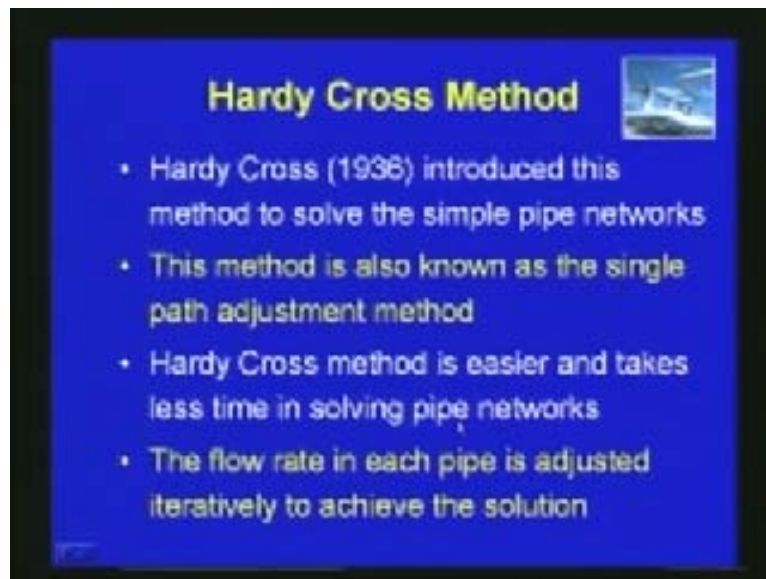 Hardy Cross Method
• Hardy Cross (1936) introduced this
method to solve the simple pipe networks
• This method is also known as the single
path adjustment method
• Hardy Cross method is easier and takes
less time in solving pipe networks
• The flow rate in each pipe is adjusted
iteratively to achieve the solution